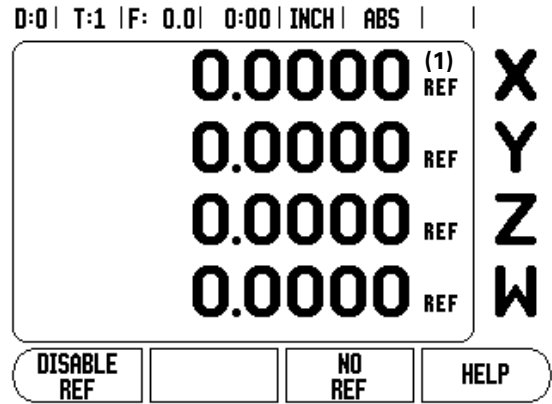 D:0 | T:1 | F: 0.0 | 0:00 | INCH | ABS | |
0.0000 (1) REF X
0.0000 REF Y
0.0000 REF Z
0.0000 REF W
DISABLE REF NO REF HELP